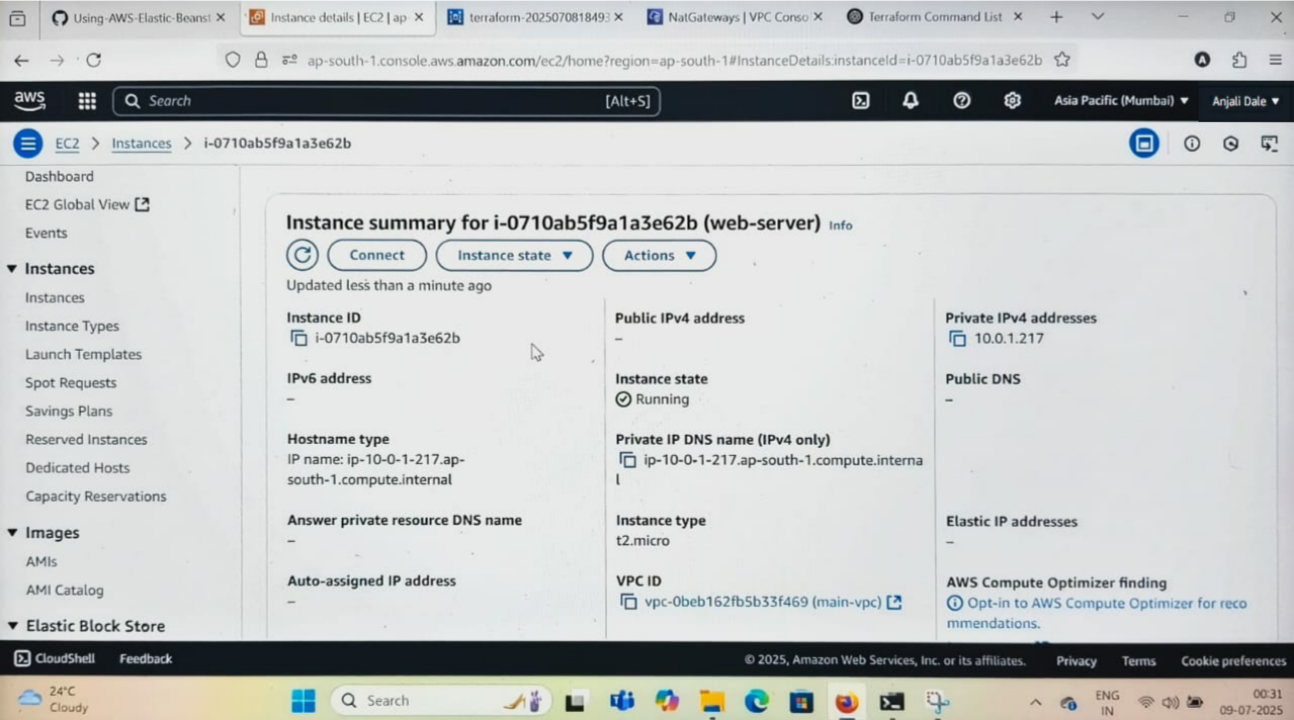 Using-AWS-Elastic-Beanst
Instance details | EC2 | ap
terraform-2025070818493
NatGateways | VPC Conso
Terraform Command List
ap-south-1.console.aws.amazon.com/ec2/home?region=ap-south-1#InstanceDetails:instanceId=i-0710ab5f9a1a3e62b
aws
Search
[Alt+S]
Asia Pacific (Mumbai)
Anjali Dale
EC2 > Instances > i-0710ab5f9a1a3e62b
Dashboard
EC2 Global View
Events
Instances
Instances
Instance Types
Launch Templates
Spot Requests
Savings Plans
Reserved Instances
Dedicated Hosts
Capacity Reservations
Images
AMIs
AMI Catalog
Elastic Block Store
Instance summary for i-0710ab5f9a1a3e62b (web-server) Info
Connect
Instance state
Actions
Updated less than a minute ago
Instance ID
i-0710ab5f9a1a3e62b
Public IPv4 address
–
Private IPv4 addresses
10.0.1.217
IPv6 address
–
Instance state
Running
Public DNS
–
Hostname type
IP name: ip-10-0-1-217.ap-
south-1.compute.internal
Private IP DNS name (IPv4 only)
ip-10-0-1-217.ap-south-1.compute.interna
l
Answer private resource DNS name
–
Instance type
t2.micro
Elastic IP addresses
–
Auto-assigned IP address
–
VPC ID
vpc-0beb162fb5b33f469 (main-vpc)
AWS Compute Optimizer finding
Opt-in to AWS Compute Optimizer for reco
mmendations.
CloudShell
Feedback
© 2025, Amazon Web Services, Inc. or its affiliates.
Privacy
Terms
Cookie preferences
24°C
Cloudy
Search
ENG
IN
00:31
09-07-2025